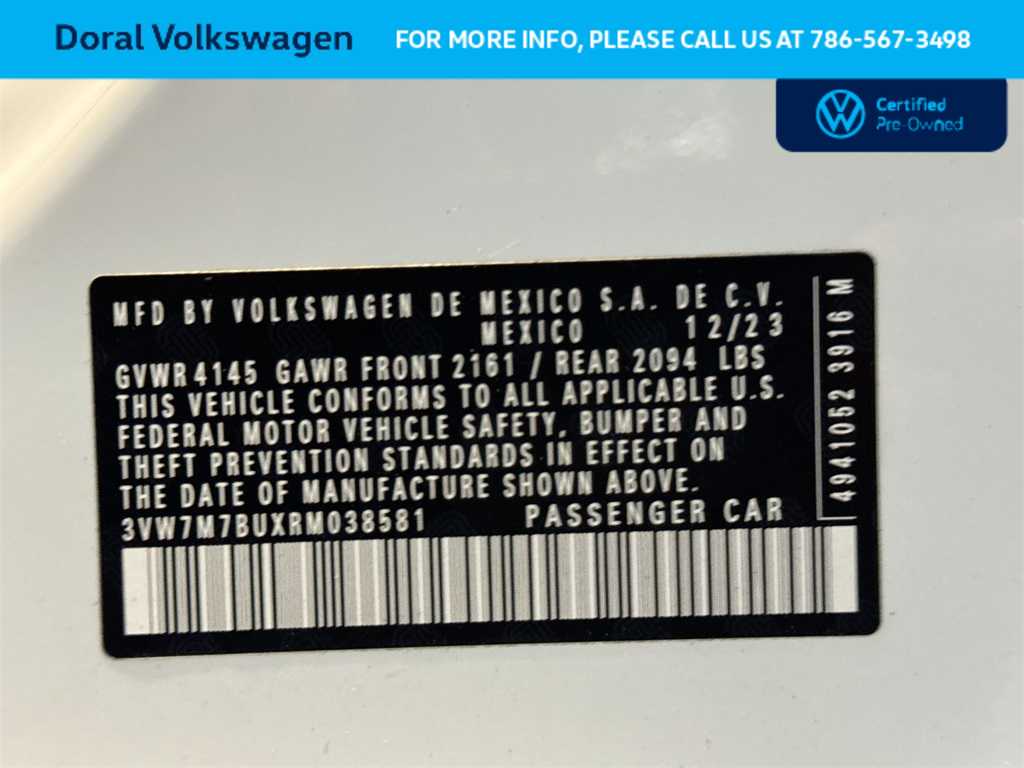 Doral Volkswagen
FOR MORE INFO, PLEASE CALL US AT 786-567-3498
Certified
Pre-Owned
MFD BY VOLKSWAGEN DE MEXICO S.A. DE C.V.
MEXICO 12/23
GVWR 4145 GAWR FRONT 2161 / REAR 2094 LBS
THIS VEHICLE CONFORMS TO ALL APPLICABLE U.S.
FEDERAL MOTOR VEHICLE SAFETY, BUMPER AND
THEFT PREVENTION STANDARDS IN EFFECT ON
THE DATE OF MANUFACTURE SHOWN ABOVE.
3VW7M7BUXRM038581 PASSENGER CAR
4941052 3916 M